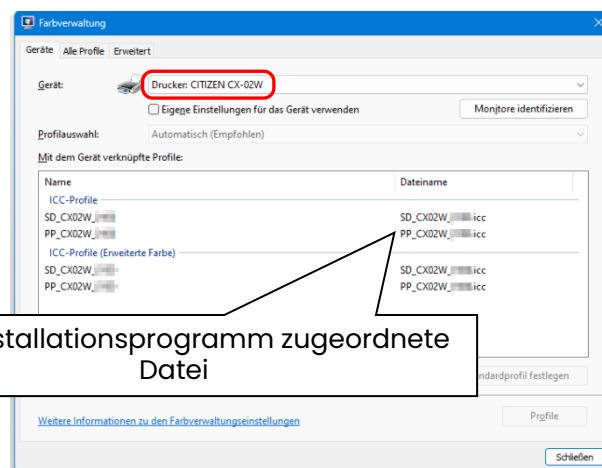 Farbverwaltung
Geräte Alle Profile Erweitert
Gerät: Drucker: CITIZEN CX-02W
Eigene Einstellungen für das Gerät verwenden Monitore identifizieren
Profilauswahl: Automatisch (Empfohlen)
Mit dem Gerät verknüpfte Profile:
Name Dateiname
ICC-Profile
SD_CX02W_ SD_CX02W_ .icc
PP_CX02W_ PP_CX02W_ .icc
ICC-Profile (Erweiterte Farbe)
SD_CX02W_ SD_CX02W_ .icc
PP_CX02W_ PP_CX02W_ .icc
stallationsprogramm zugeordnete
Datei
ndardprofil festlegen
Weitere Informationen zu den Farbverwaltungseinstellungen Profile
Schließen